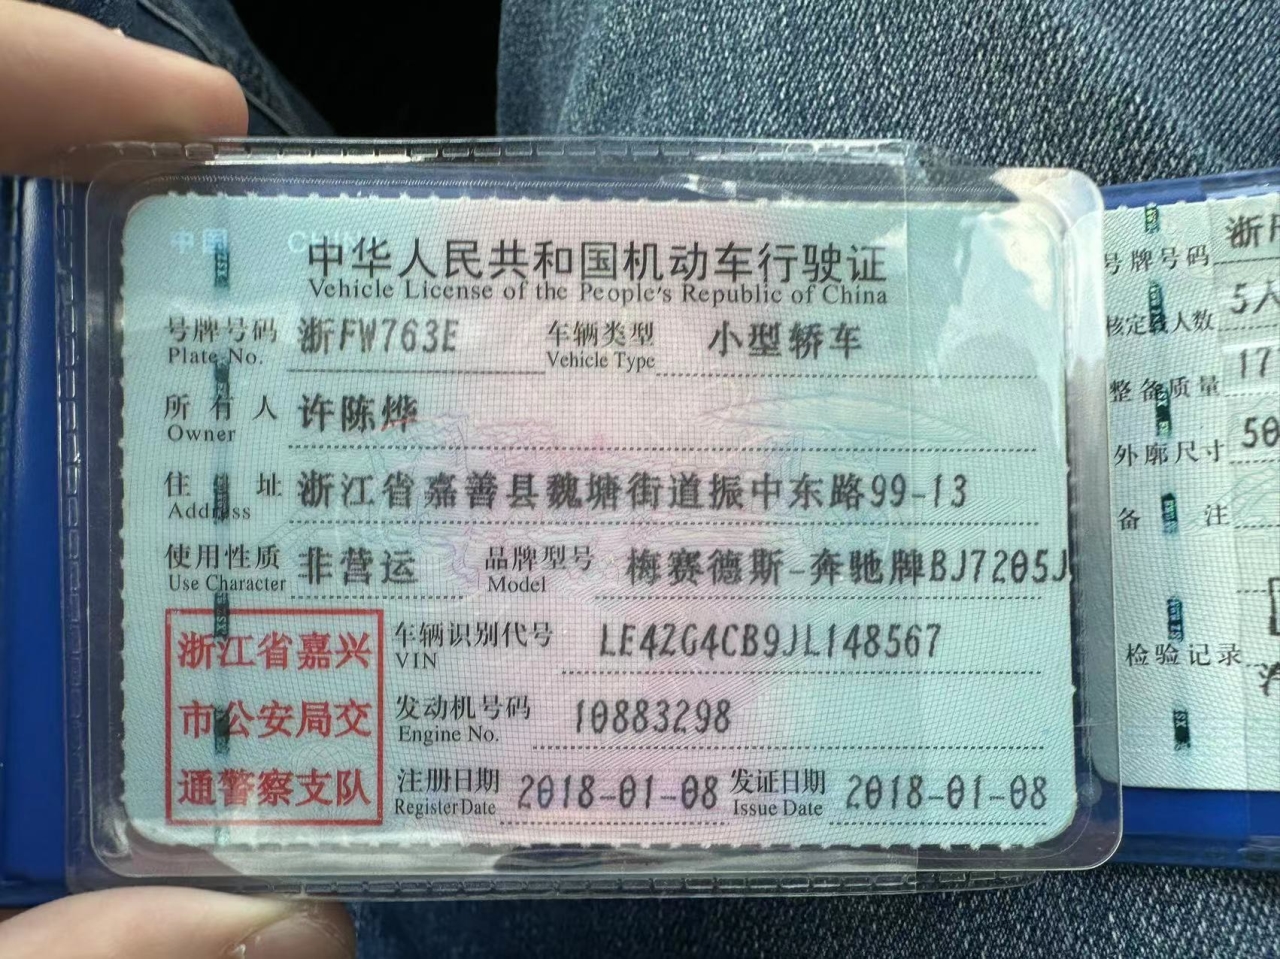 中国 CHINA
中华人民共和国机动车行驶证
Vehicle License of the People's Republic of China
号牌号码 浙FW763E 车辆类型 小型轿车
Plate No. Vehicle Type
所有人 许陈烨
Owner
住址 浙江省嘉善县魏塘街道振中东路99-13
Address
使用性质 非营运 品牌型号 梅赛德斯-奔驰牌BJ7205J
Use Character Model
浙江省嘉兴
市公安局交
通警察支队
车辆识别代号 LE4ZG4CB9JL148567
VIN
发动机号码 10883298
Engine No.
注册日期 2018-01-08 发证日期 2018-01-08
Register Date Issue Date
号牌号码 浙
核定载人数 5人
整备质量 17
外廓尺寸 50
备注
检验记录